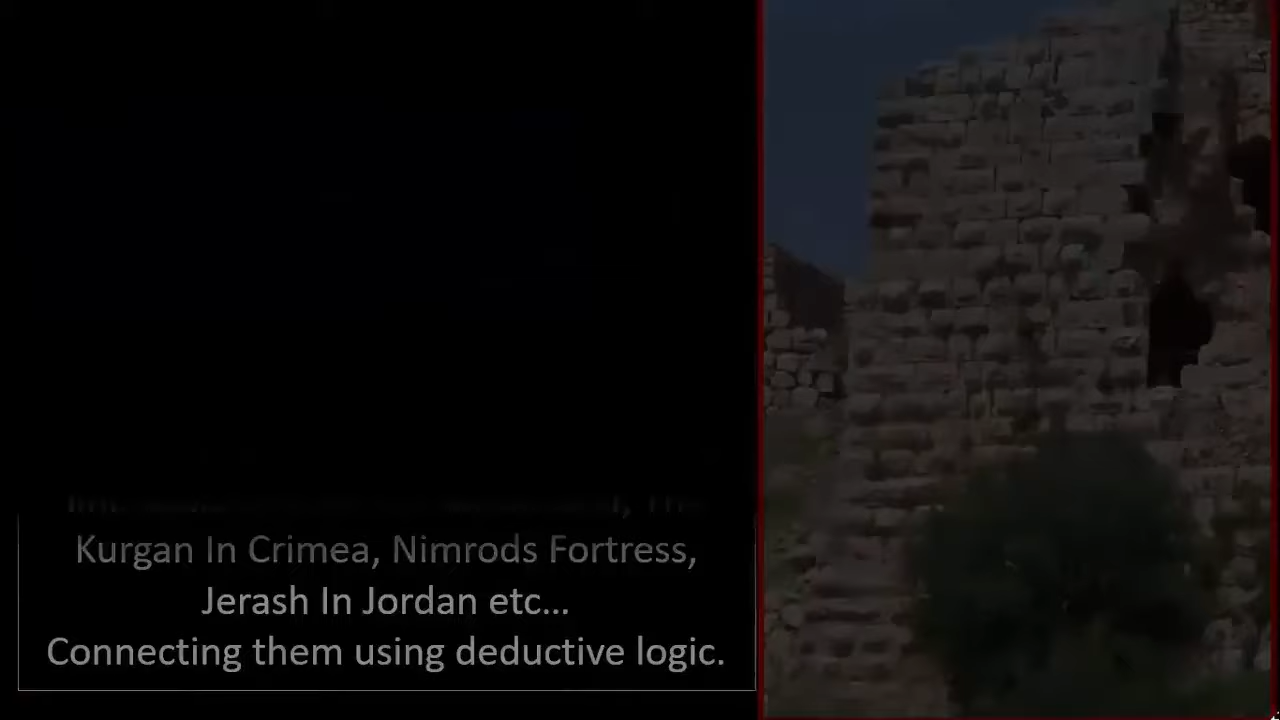 Kurgan In Crimea, Nimrods Fortress,
Jerash In Jordan etc...
Connecting them using deductive logic.